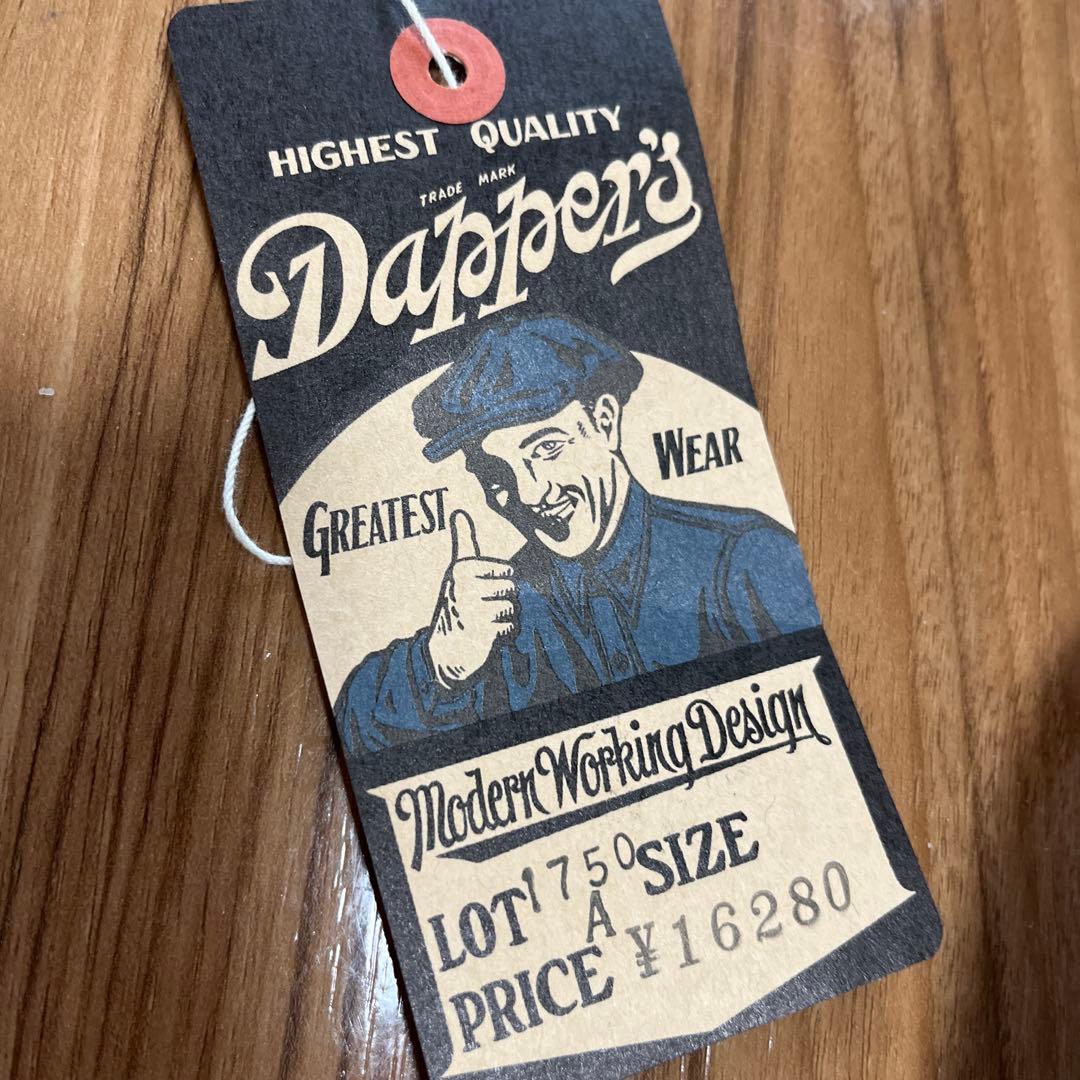 HIGHEST QUALITY
TRADE MARK
Dapper's
GREATEST WEAR
Modern Working Design
LOT 1750 SIZE
A
PRICE ¥16280